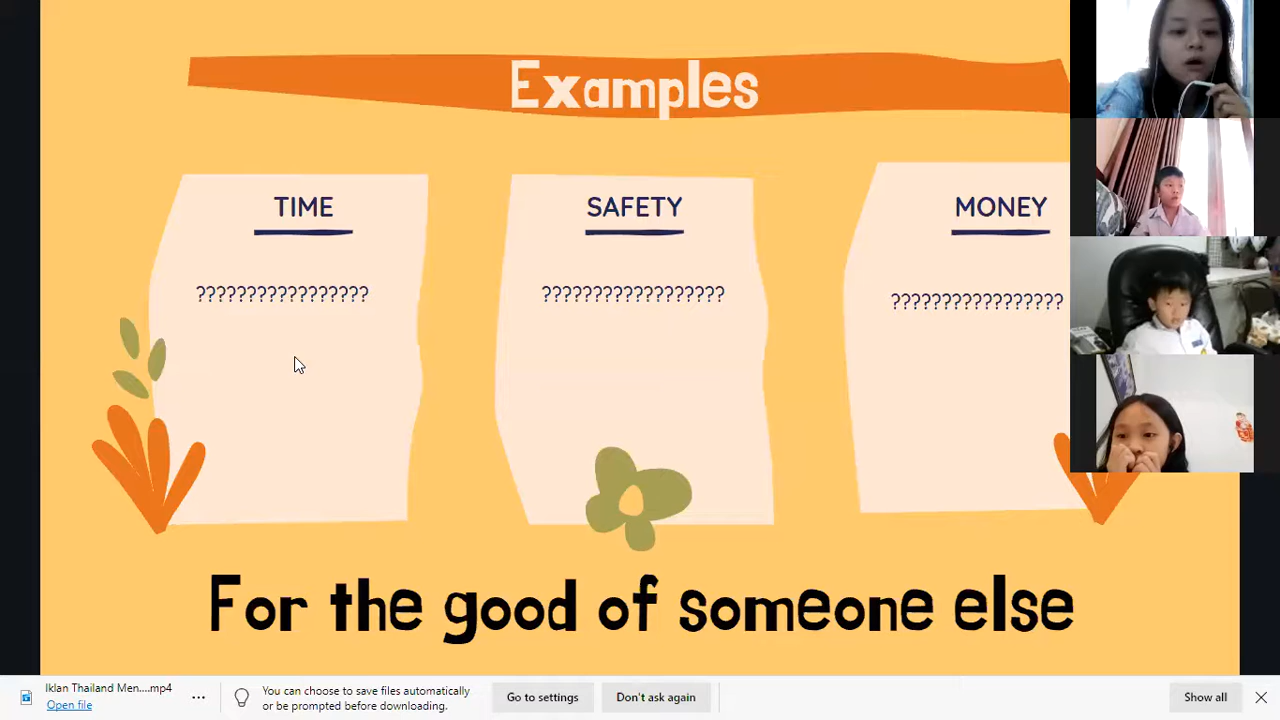 Examples
TIME
?????????????????
SAFETY
??????????????????
MONEY
?????????????????
For the good of someone else
Iklan Thailand Men....mp4
Open file
You can choose to save files automatically
or be prompted before downloading.
Go to settings
Don't ask again
Show all